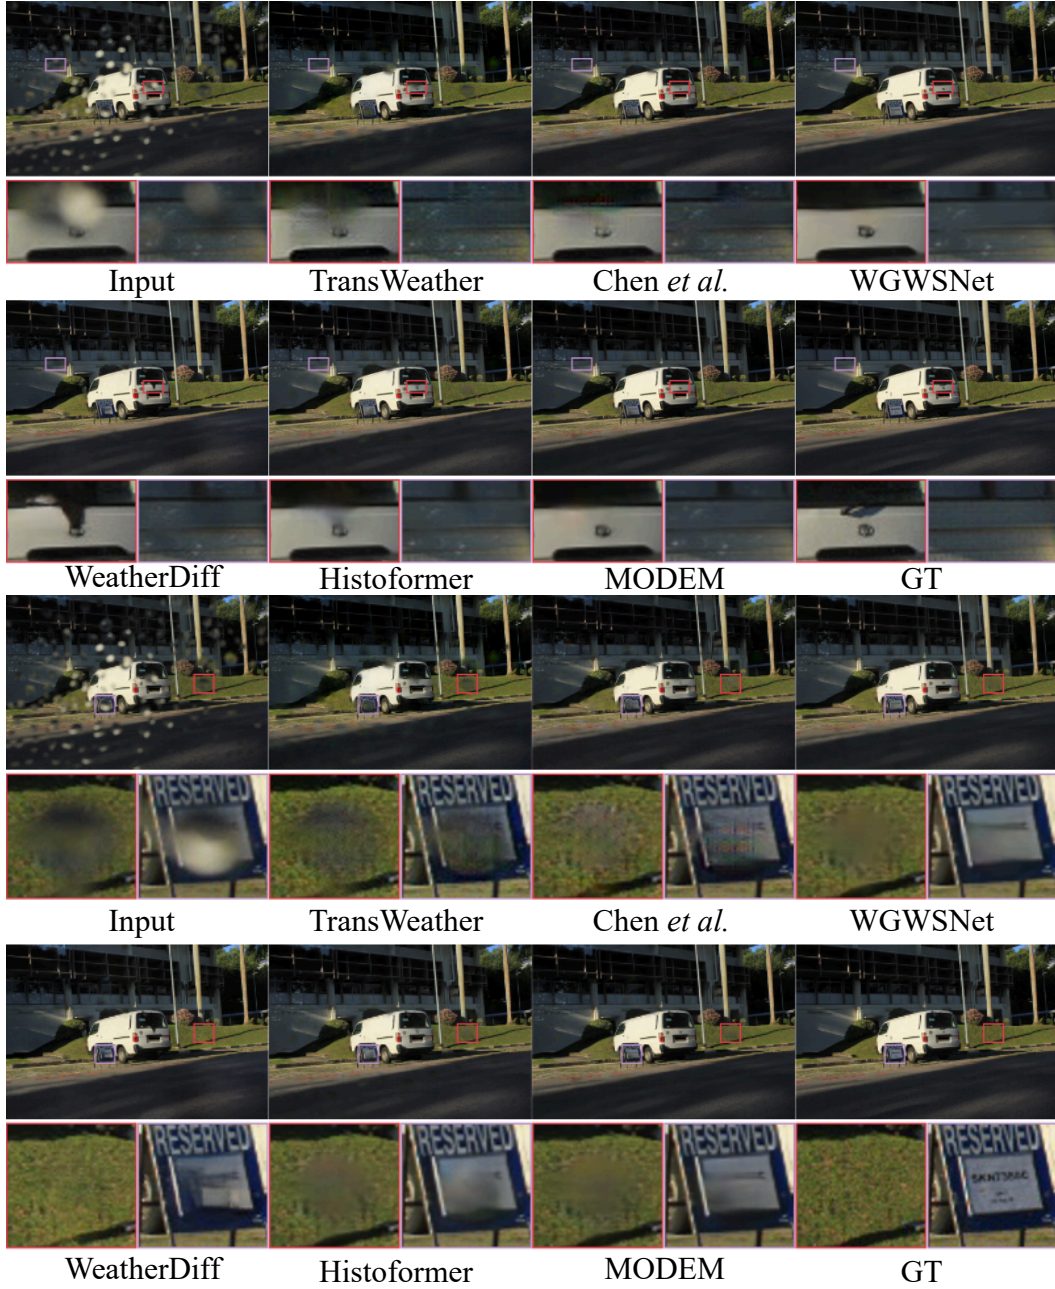 Input TransWeather Chen et al. WGWSNet
WeatherDiff Histoformer MODEM GT
RESERVED RESERVED RESERVED RESERVED
Input TransWeather Chen et al. WGWSNet
RESERVED RESERVED RESERVED RESERVED
WeatherDiff Histoformer MODEM GT